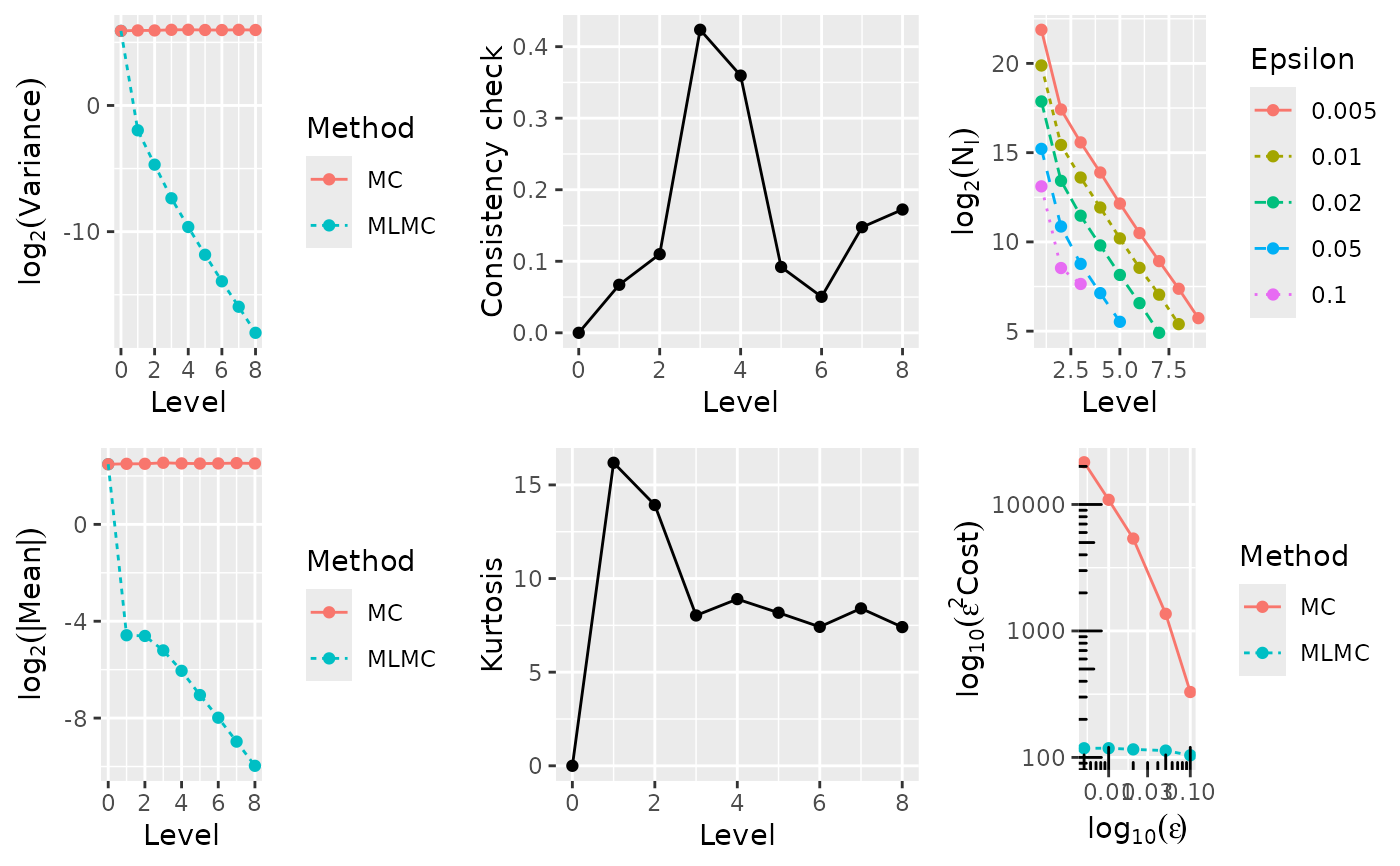 log₂(Variance)
0
-10
0 2 4 6 8
Level
Method
MC
MLMC
Consistency check
0.4
0.3
0.2
0.1
0.0
0 2 4 6 8
Level
log₂(Nₗ)
20
15
10
5
2.5 5.0 7.5
Level
Epsilon
0.005
0.01
0.02
0.05
0.1
log₂(|Mean|)
0
-4
-8
0 2 4 6 8
Level
Method
MC
MLMC
Kurtosis
15
10
5
0
0 2 4 6 8
Level
log₁₀(ε²Cost)
10000
1000
100
0.01 0.03 0.10
log₁₀(ε)
Method
MC
MLMC